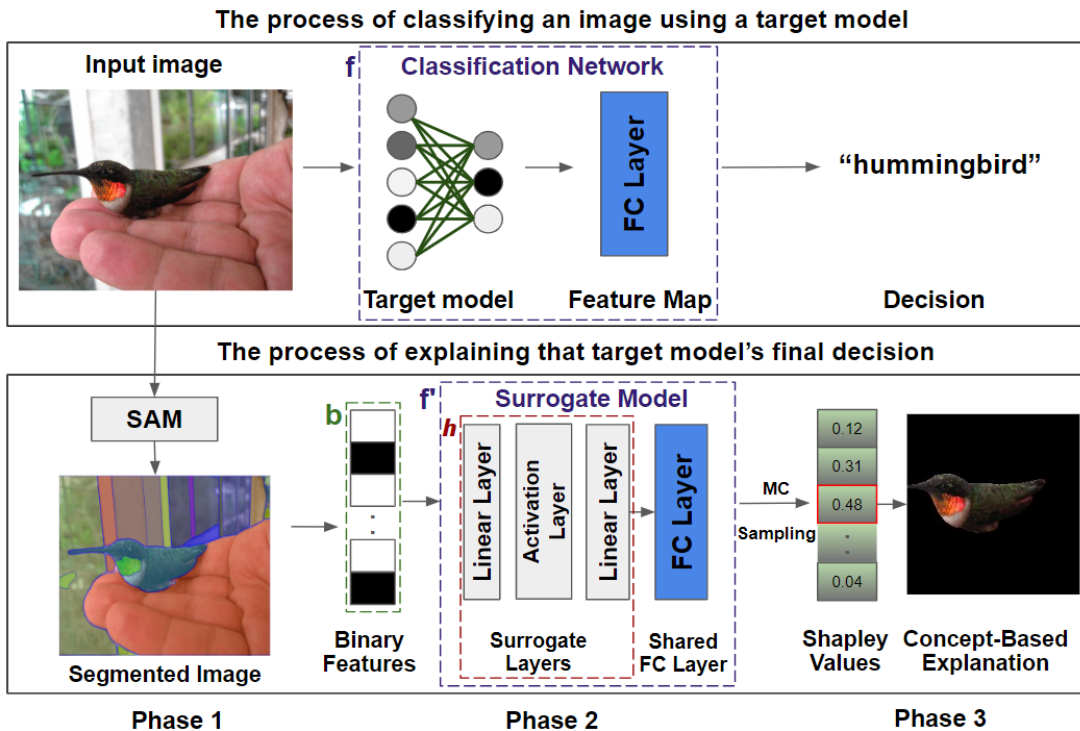 The process of classifying an image using a target model
Input image
f
Classification Network
FC Layer
“hummingbird”
Target model
Feature Map
Decision
The process of explaining that target model’s final decision
SAM
b
f'
Surrogate Model
h
Linear Layer
Activation
Layer
Linear Layer
FC Layer
MC
Sampling
0.12
0.31
0.48
:
0.04
:
Segmented Image
Binary
Features
Surrogate
Layers
Shared
FC Layer
Shapley
Values
Concept-Based
Explanation
Phase 1
Phase 2
Phase 3